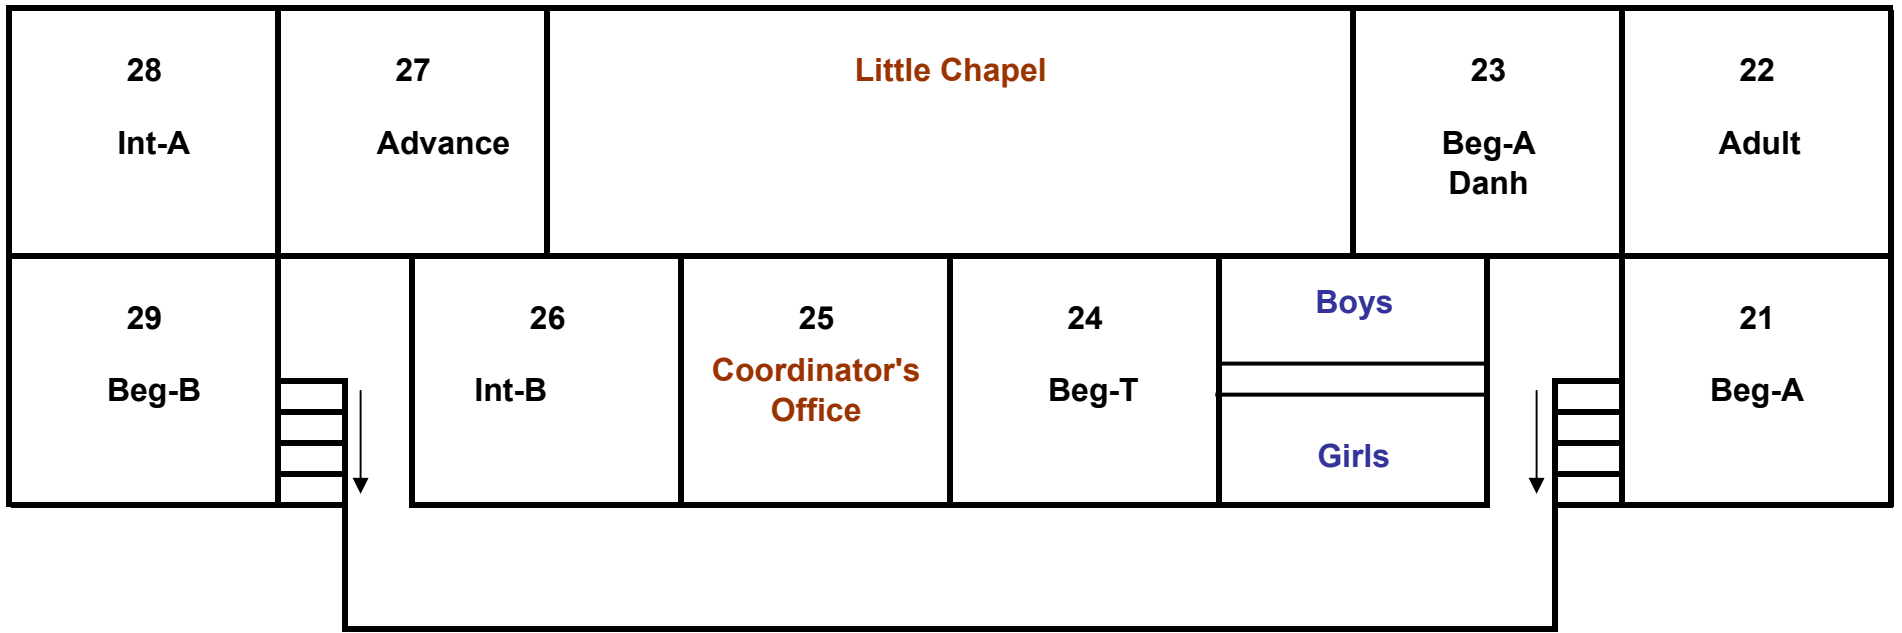 28
Int-A
27
Advance
Little Chapel
23
Beg-A
Danh
22
Adult
29
Beg-B
26
Int-B
25
Coordinator's
Office
24
Beg-T
Boys
Girls
21
Beg-A